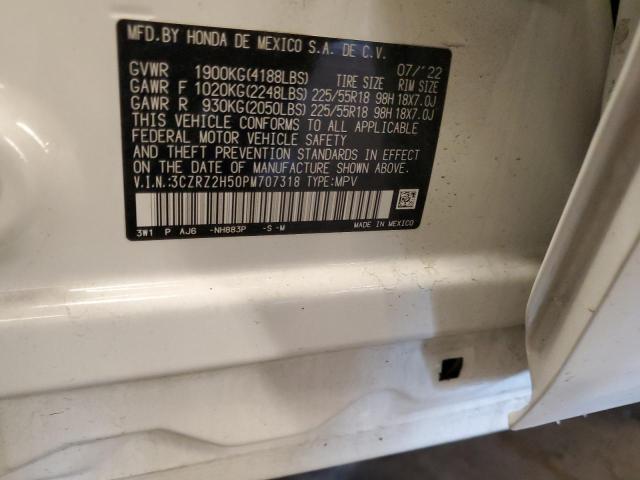 MFD.BY HONDA DE MEXICO S.A. DE C.V.
07/'22
GVWR 1900KG(4188LBS) TIRE SIZE RIM SIZE
GAWR F 1020KG(2248LBS) 225/55R18 98H 18X7.0J
GAWR R 930KG(2050LBS) 225/55R18 98H 18X7.0J
THIS VEHICLE CONFORMS TO ALL APPLICABLE
FEDERAL MOTOR VEHICLE SAFETY
AND THEFT PREVENTION STANDARDS IN EFFECT
ON THE DATE OF MANUFACTURE SHOWN ABOVE.
V.I.N.:3CZRZ2H50PM707318 TYPE:MPV
3W1 P AJ6 -NH883P -S-M MADE IN MEXICO